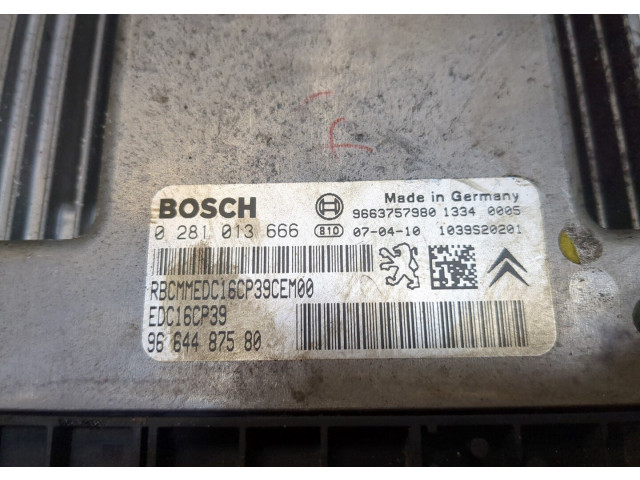 BOSCH
Made in Germany
9663757980 1334 0005
0 281 013 666 810 07-04-10 1039S20201
RBCMMEDC16CP39CEM00
EDC16CP39
96 644 875 80